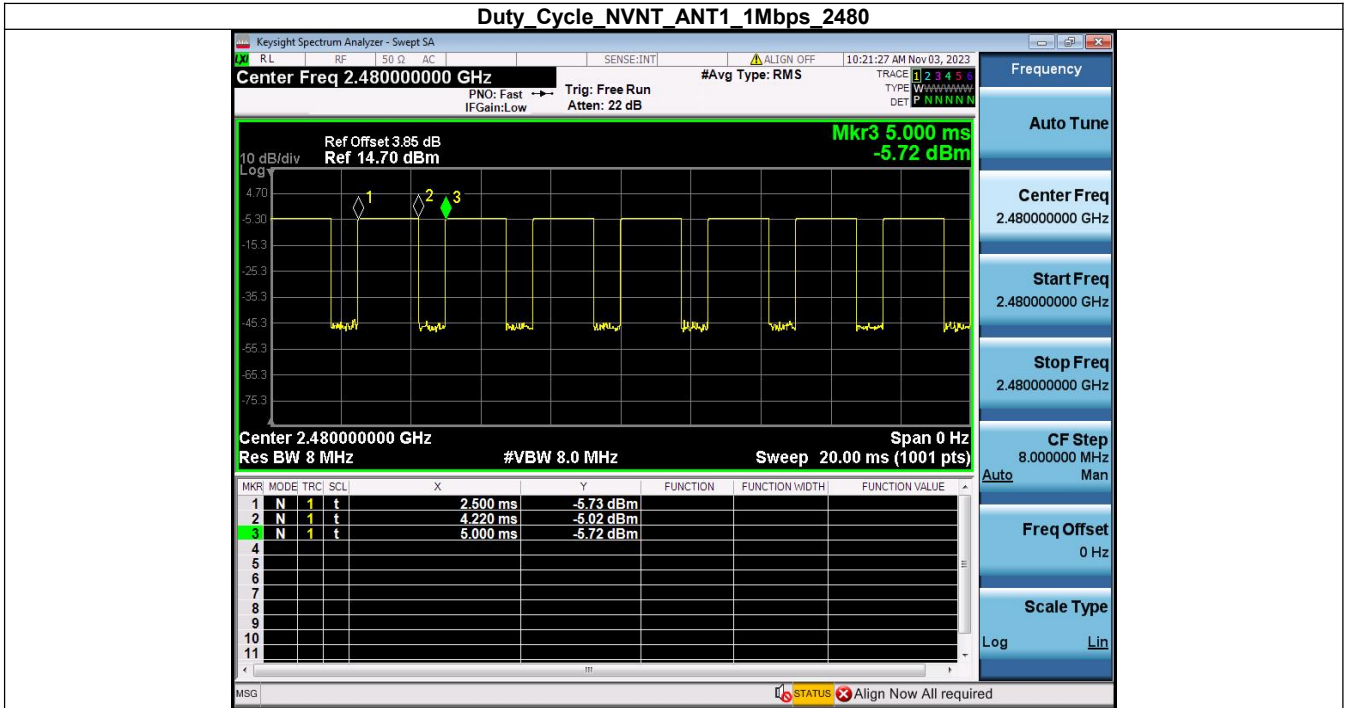 Duty_Cycle_NVNT_ANT1_1Mbps_2480
Keysight Spectrum Analyzer - Swept SA
LXI RL RF 50 Ω AC SENSE:INT ALIGN OFF 10:21:27 AM Nov 03, 2023
Center Freq 2.480000000 GHz #Avg Type: RMS TRACE 1 2 3 4 5 6
PNO: Fast Trig: Free Run TYPE WWWWWW
IFGain:Low Atten: 22 dB DET P N N N N N
Ref Offset 3.85 dB Mkr3 5.000 ms
10 dB/div Ref 14.70 dBm -5.72 dBm
Log
4.70
-5.30
-15.3
-25.3
-35.3
-45.3
-55.3
-65.3
-75.3
1 2 3
Center 2.480000000 GHz Span 0 Hz
Res BW 8 MHz #VBW 8.0 MHz Sweep 20.00 ms (1001 pts)
MKR MODE TRC SCL X Y FUNCTION FUNCTION WIDTH FUNCTION VALUE
1 N 1 t 2.500 ms -5.73 dBm
2 N 1 t 4.220 ms -5.02 dBm
3 N 1 t 5.000 ms -5.72 dBm
4
5
6
7
8
9
10
11
MSG STATUS Align Now All required
Frequency
Auto Tune
Center Freq
2.480000000 GHz
Start Freq
2.480000000 GHz
Stop Freq
2.480000000 GHz
CF Step
8.000000 MHz
Auto Man
Freq Offset
0 Hz
Scale Type
Log Lin